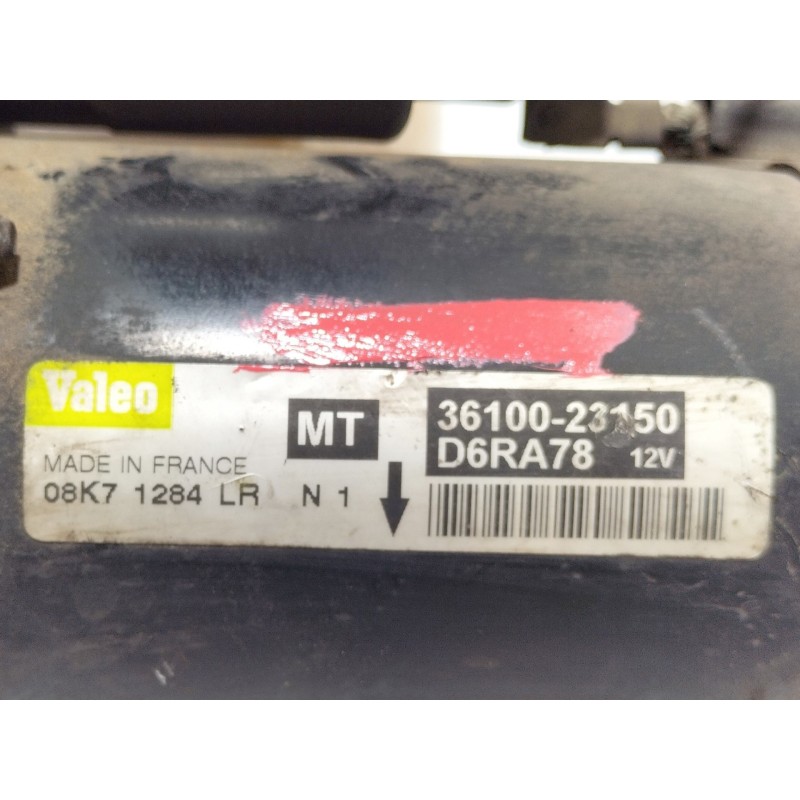 Valeo
MT
36100-23150
D6RA78 12V
MADE IN FRANCE
08K7 1284 LR N 1